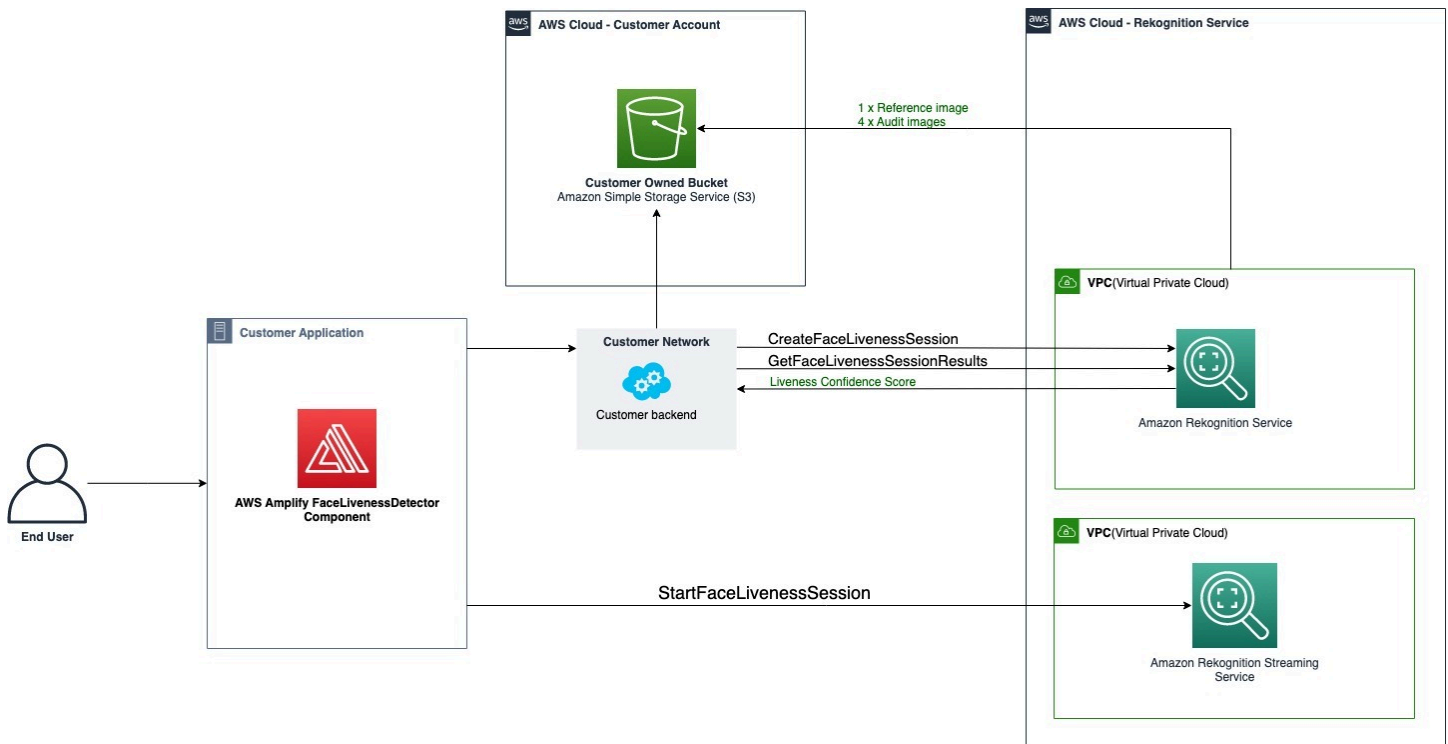 aws
AWS Cloud - Customer Account
aws
AWS Cloud - Rekognition Service
1 x Reference image
4 x Audit images
Customer Owned Bucket
Amazon Simple Storage Service (S3)
VPC(Virtual Private Cloud)
Customer Application
Customer Network
CreateFaceLivenessSession
GetFaceLivenessSessionResults
Liveness Confidence Score
Customer backend
Amazon Rekognition Service
AWS Amplify FaceLivenessDetector
Component
End User
VPC(Virtual Private Cloud)
StartFaceLivenessSession
Amazon Rekognition Streaming
Service